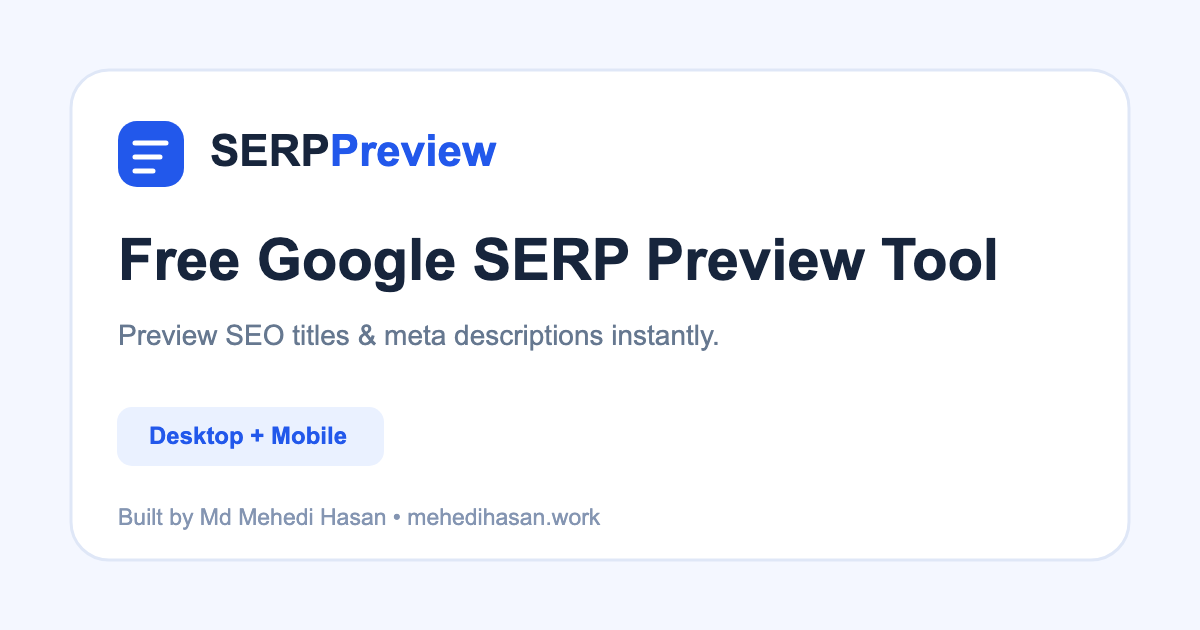 SERPPreview
Free Google SERP Preview Tool
Preview SEO titles & meta descriptions instantly.
Desktop + Mobile
Built by Md Mehedi Hasan • mehedihasan.work